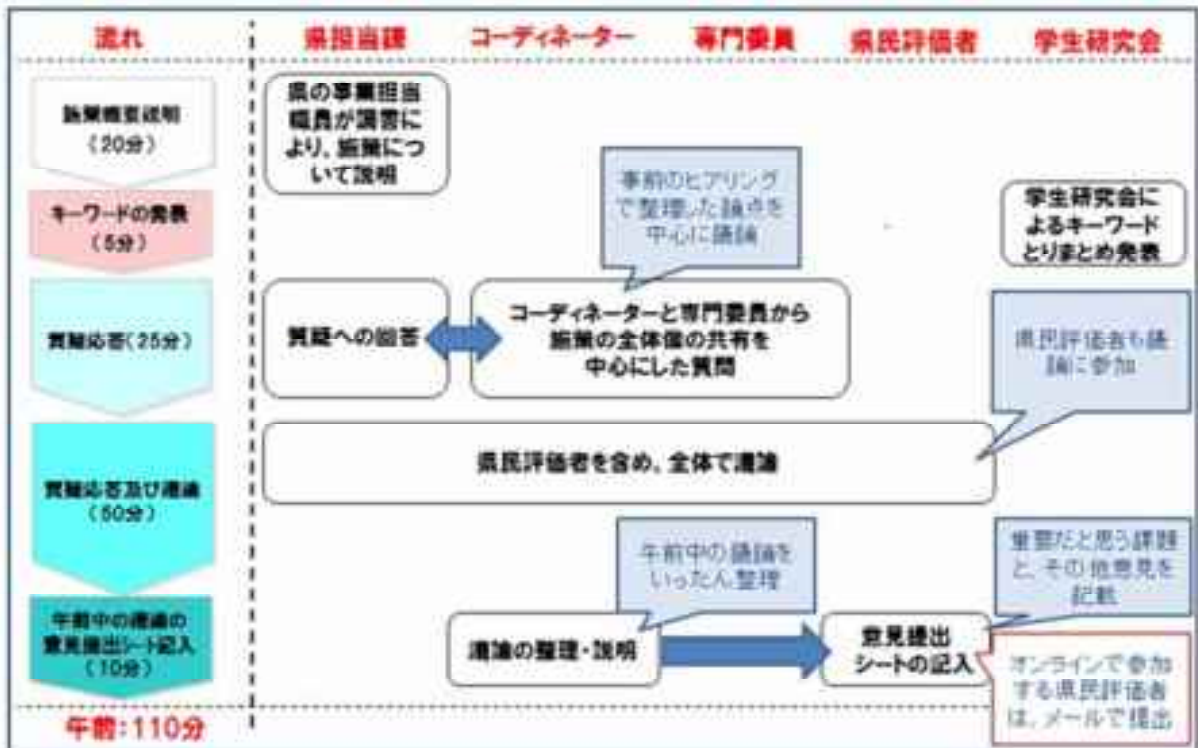 流れ
県担当課
コーディネーター
専門委員
県民評価者
学生研究会
施策概要説明
（20分）
県の事業担当
職員が調書によ
り、施策につ
いて説明
キーワードの発表
（5分）
事前のヒアリング
で整理した論点を
中心に議論
学生研究会に
よるキーワード
とりまとめ発表
質疑応答（25分）
質疑への回答
コーディネーターと専門委員から
施策の全体像の共有を
中心にした質問
県民評価者も議
論に参加
質疑応答及び議論
（50分）
県民評価者を含め、全体で議論
午前中の議論を
いったん整理
重要だと思う課題
と、その他意見を
記載
午前中の議論の
意見提出シート記入
（10分）
議論の整理・説明
意見提出
シートの記入
オンラインで参加
する県民評価者
は、メールで提出
午前：110分